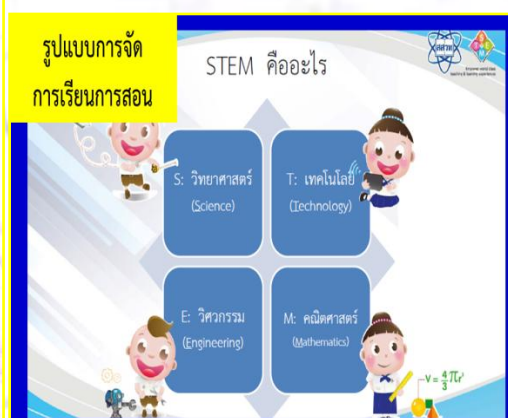 รูปแบบการจัด
การเรียนการสอน
STEM คืออะไร
สสวท
S: วิทยาศาสตร์
(Science)
T: เทคโนโลยี
(Technology)
E: วิศวกรรม
(Engineering)
M: คณิตศาสตร์
(Mathematics)